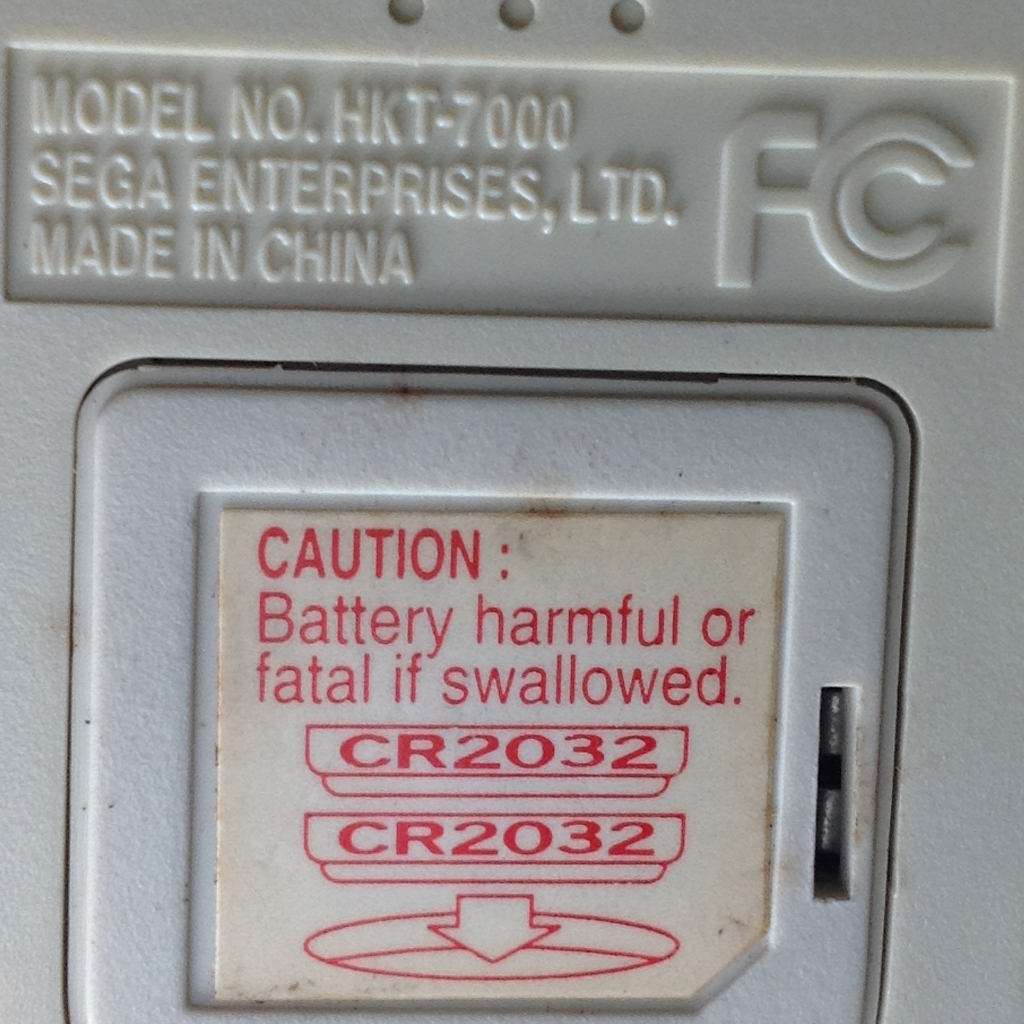 MODEL NO. HKT-7000
SEGA ENTERPRISES, LTD.
MADE IN CHINA
FC
CAUTION :
Battery harmful or
fatal if swallowed.
CR2032
CR2032